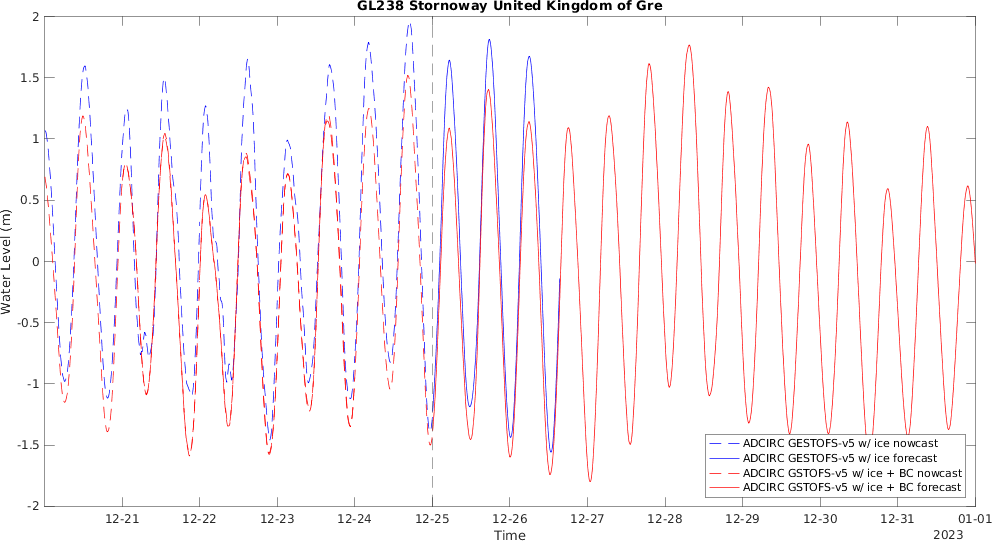 GL238 Stornoway United Kingdom of Gre
Water Level (m)
2
1.5
1
0.5
0
-0.5
-1
-1.5
-2
12-21 12-22 12-23 12-24 12-25 12-26 12-27 12-28 12-29 12-30 12-31 01-01
Time
2023
ADCIRC GESTOFS-v5 w/ ice nowcast
ADCIRC GESTOFS-v5 w/ ice forecast
ADCIRC GSTOFS-v5 w/ ice + BC nowcast
ADCIRC GSTOFS-v5 w/ ice + BC forecast